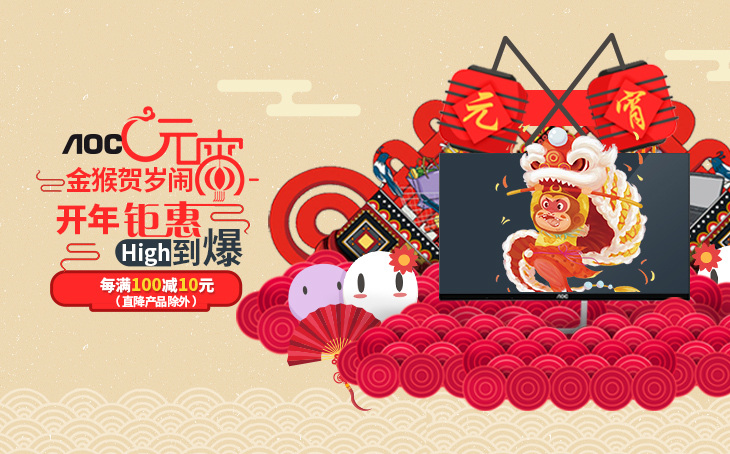 AOC 元宵
金猴贺岁闹
开年钜惠
High到爆
每满100减10元
（直降产品除外）
元
宵
AOC